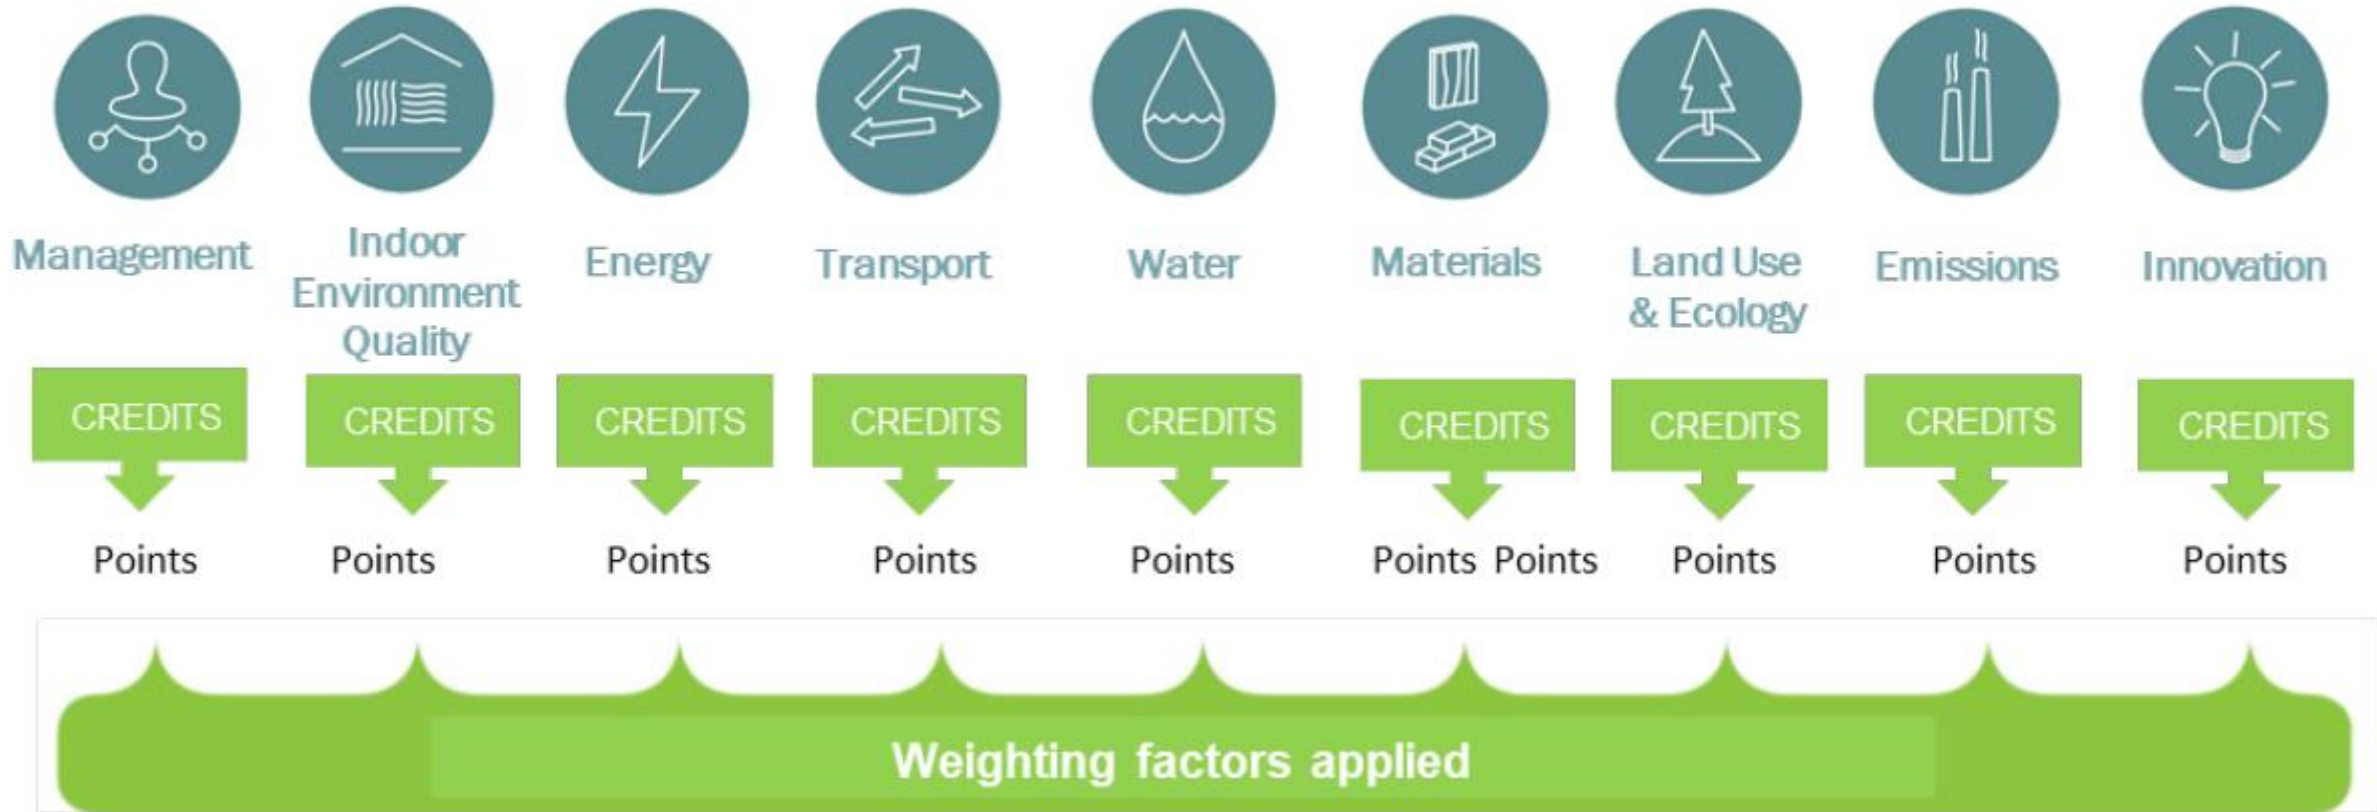 Management
Indoor
Environment
Quality
Energy
Transport
Water
Materials
Land Use
& Ecology
Emissions
Innovation
CREDITS CREDITS CREDITS CREDITS CREDITS CREDITS CREDITS CREDITS CREDITS
Points Points Points Points Points Points Points Points Points Points
Weighting factors applied